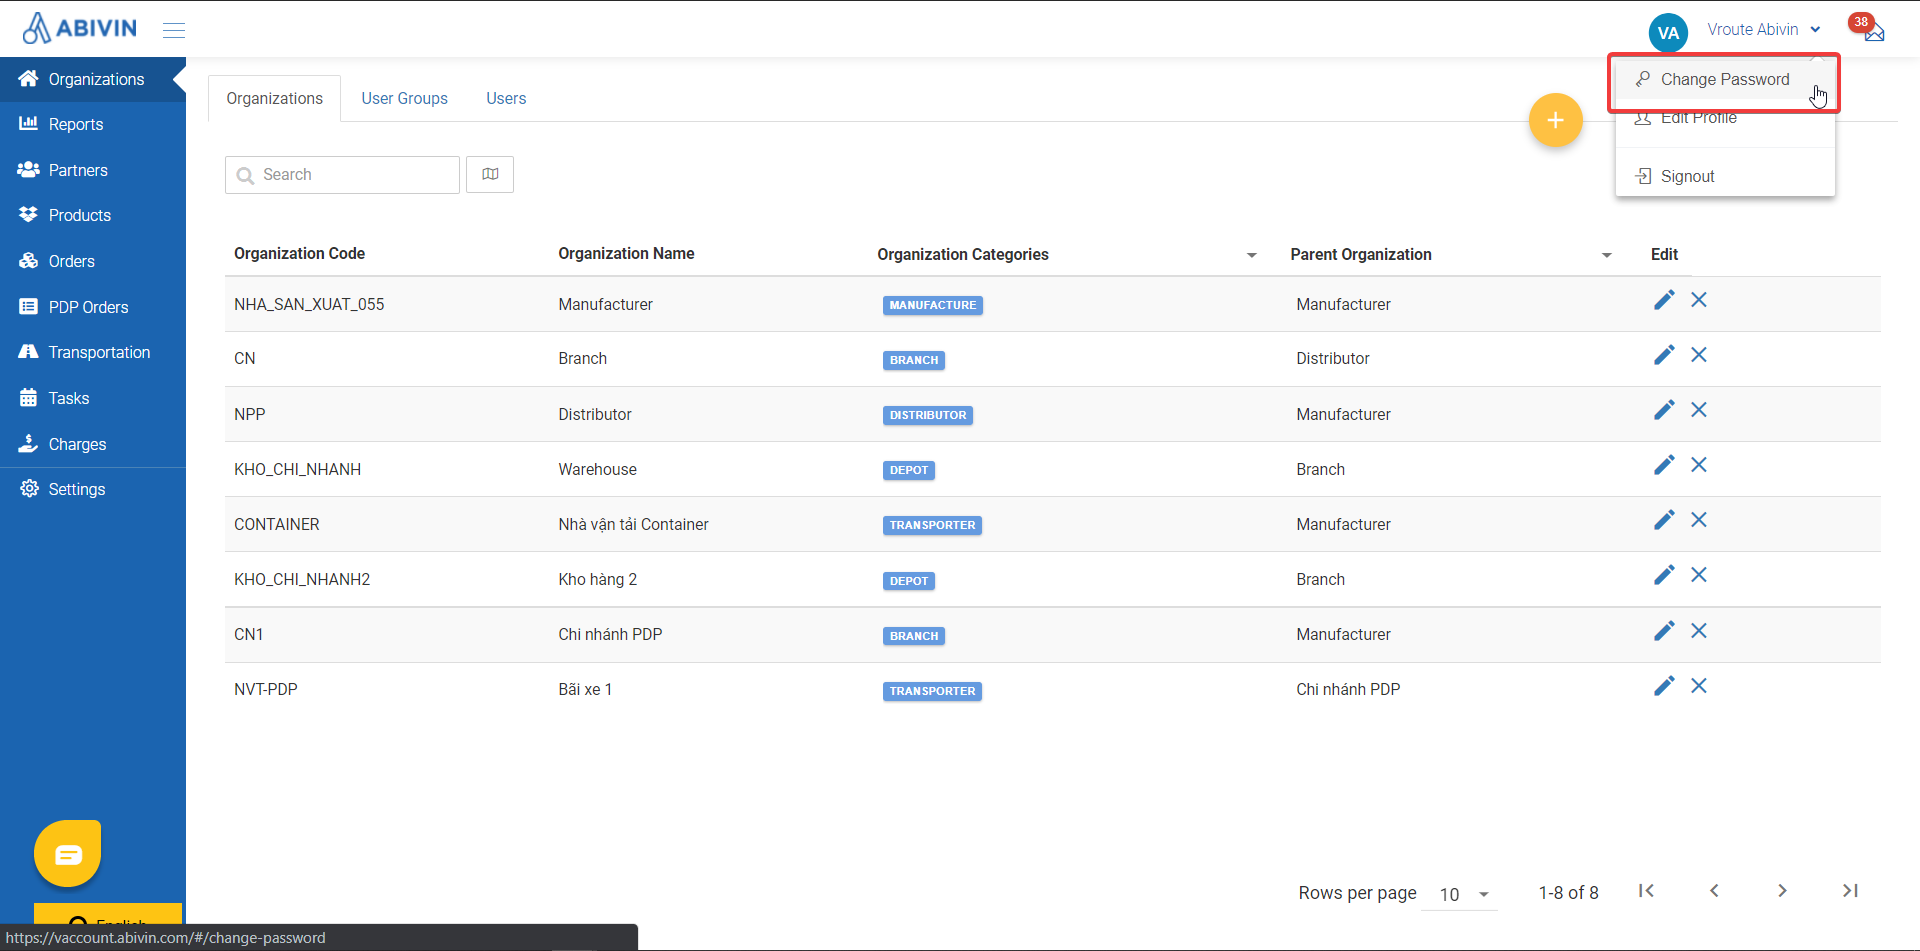 ABIVIN
VA
Vroute Abivin
38
Organizations
Reports
Partners
Products
Orders
PDP Orders
Transportation
Tasks
Charges
Settings
Organizations User Groups Users
+
Change Password
Edit Profile
Signout
Search
Organization Code Organization Name Organization Categories Parent Organization Edit
NHA_SAN_XUAT_055 Manufacturer MANUFACTURE Manufacturer
CN Branch BRANCH Distributor
NPP Distributor DISTRIBUTOR Manufacturer
KHO_CHI_NHANH Warehouse DEPOT Branch
CONTAINER Nhà vận tải Container TRANSPORTER Manufacturer
KHO_CHI_NHANH2 Kho hàng 2 DEPOT Branch
CN1 Chi nhánh PDP BRANCH Manufacturer
NVT-PDP Bãi xe 1 TRANSPORTER Chi nhánh PDP
Rows per page 10 1-8 of 8
English
https://vaccount.abivin.com/#/change-password